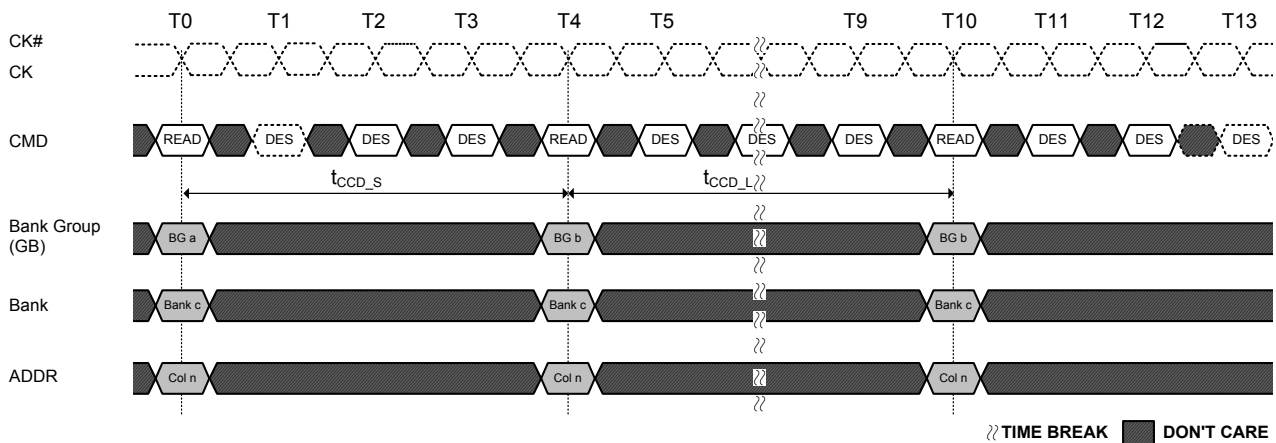 T0 T1 T2 T3 T4 T5 T9 T10 T11 T12 T13
CK#
CK
CMD READ DES DES DES READ DES DES DES READ DES DES DES
tCCD_S tCCD_L
Bank Group
(GB)
BG a BG b BG b
Bank Bank c Bank c Bank c
ADDR Col n Col n Col n
TIME BREAK DON'T CARE